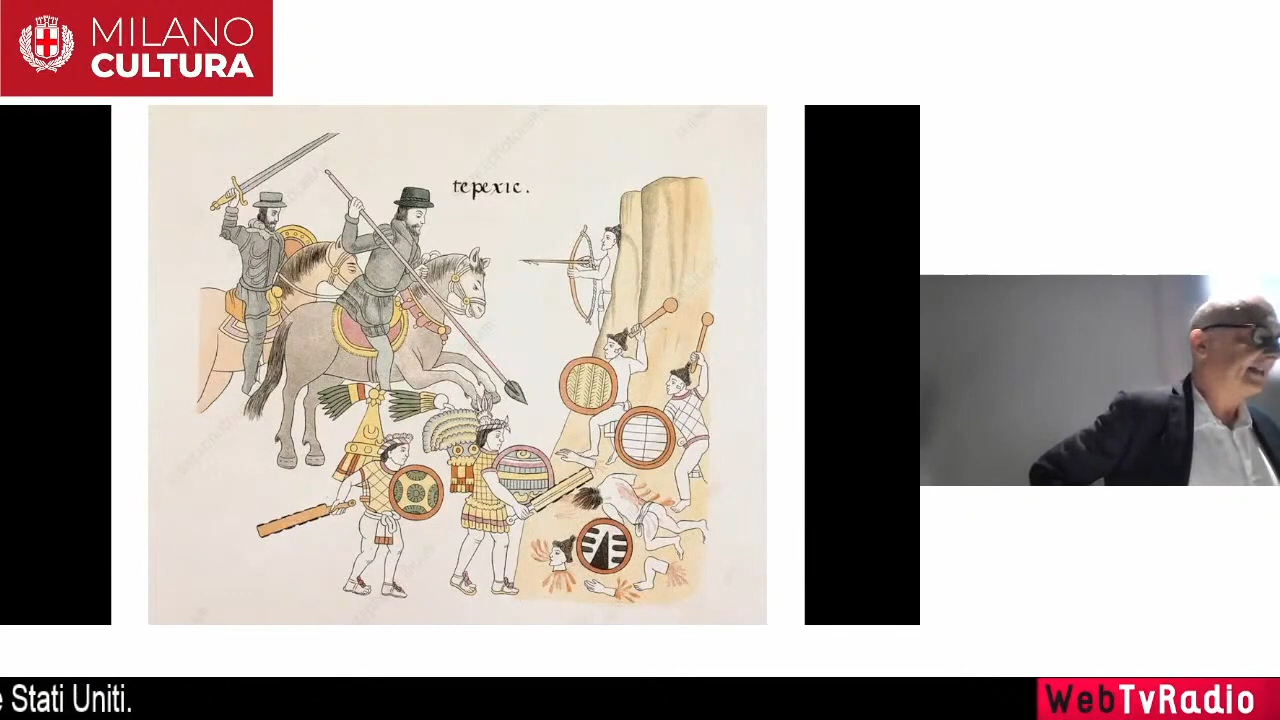 MILANO
CULTURA
tepexic.
e Stati Uniti.
WebTvRadio